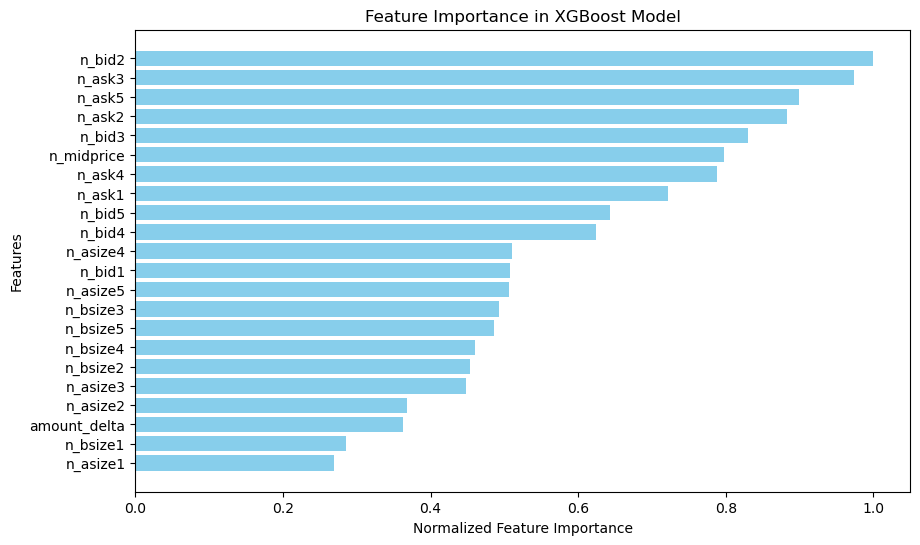 Feature Importance in XGBoost Model
n_bid2
n_ask3
n_ask5
n_ask2
n_bid3
n_midprice
n_ask4
n_ask1
n_bid5
n_bid4
n_asize4
n_bid1
n_asize5
n_bsize3
n_bsize5
n_bsize4
n_bsize2
n_asize3
n_asize2
amount_delta
n_bsize1
n_asize1
Features
0.0 0.2 0.4 0.6 0.8 1.0
Normalized Feature Importance